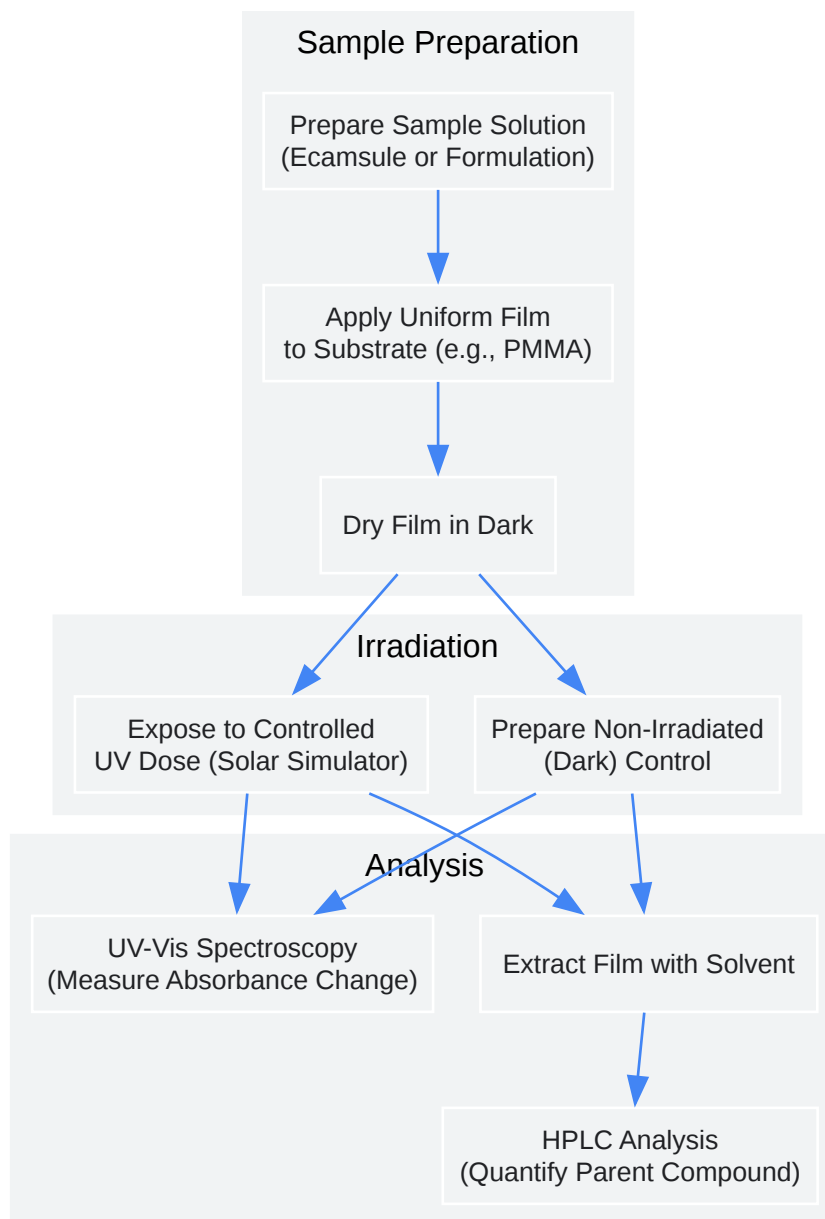 Sample Preparation
Prepare Sample Solution
(Ecamsule or Formulation)
Apply Uniform Film
to Substrate (e.g., PMMA)
Dry Film in Dark
Irradiation
Expose to Controlled
UV Dose (Solar Simulator)
Prepare Non-Irradiated
(Dark) Control
Analysis
UV-Vis Spectroscopy
(Measure Absorbance Change)
Extract Film with Solvent
HPLC Analysis
(Quantify Parent Compound)